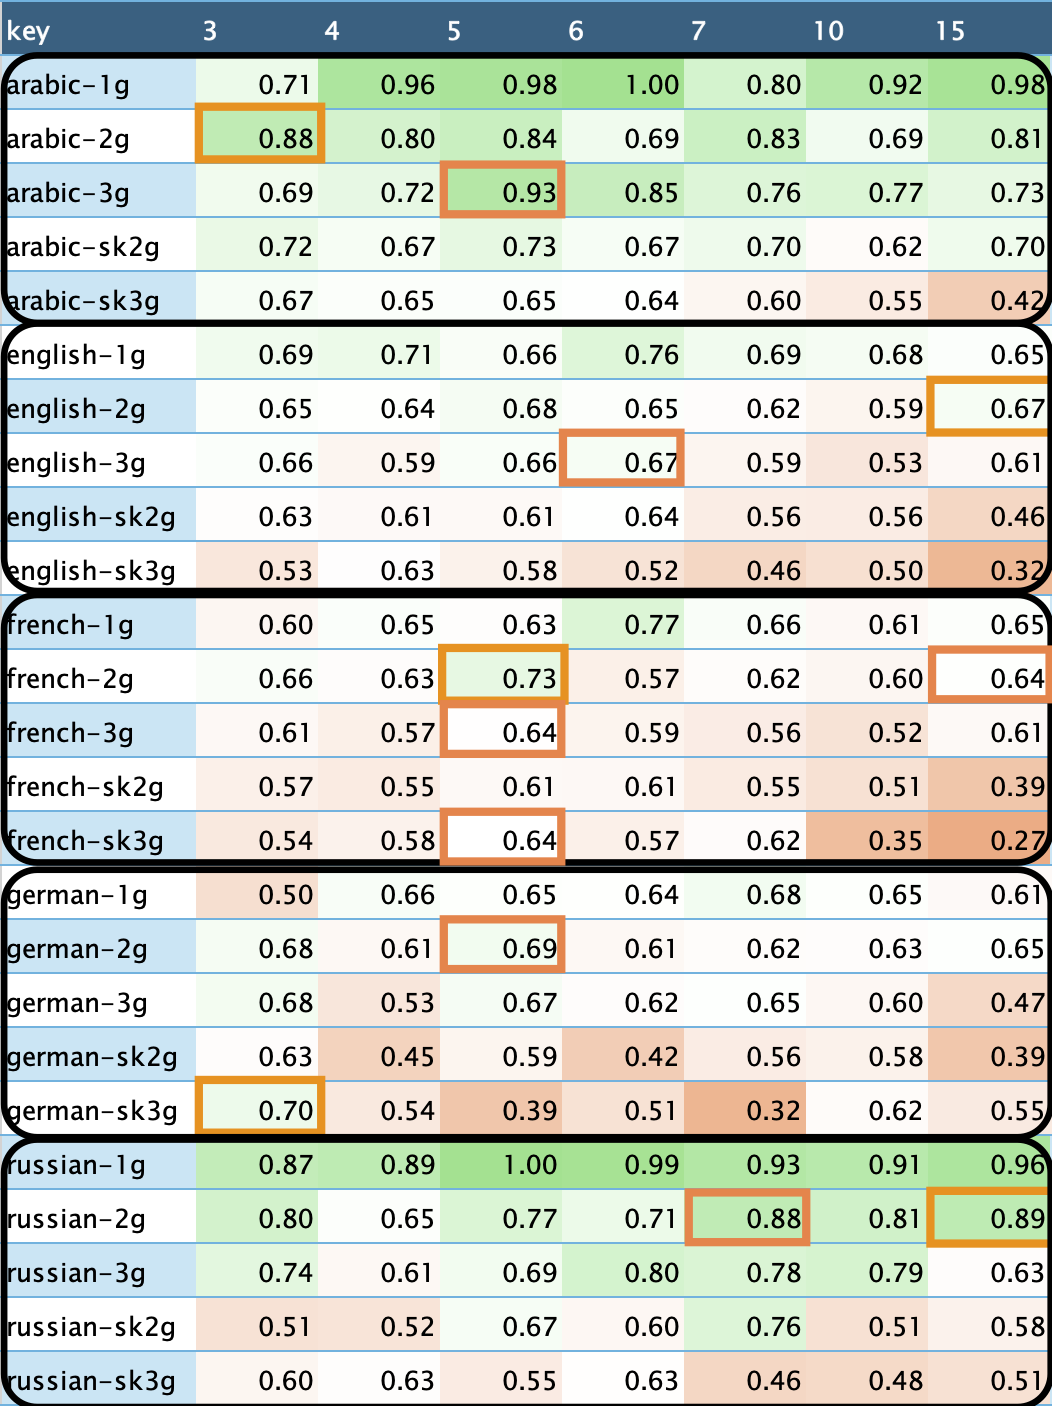 key 3 4 5 6 7 10 15
arabic-1g 0.71 0.96 0.98 1.00 0.80 0.92 0.98
arabic-2g 0.88 0.80 0.84 0.69 0.83 0.69 0.81
arabic-3g 0.69 0.72 0.93 0.85 0.76 0.77 0.73
arabic-sk2g 0.72 0.67 0.73 0.67 0.70 0.62 0.70
arabic-sk3g 0.67 0.65 0.65 0.64 0.60 0.55 0.42
english-1g 0.69 0.71 0.66 0.76 0.69 0.68 0.65
english-2g 0.65 0.64 0.68 0.65 0.62 0.59 0.67
english-3g 0.66 0.59 0.66 0.67 0.59 0.53 0.61
english-sk2g 0.63 0.61 0.61 0.64 0.56 0.56 0.46
english-sk3g 0.53 0.63 0.58 0.52 0.46 0.50 0.32
french-1g 0.60 0.65 0.63 0.77 0.66 0.61 0.65
french-2g 0.66 0.63 0.73 0.57 0.62 0.60 0.64
french-3g 0.61 0.57 0.64 0.59 0.56 0.52 0.61
french-sk2g 0.57 0.55 0.61 0.61 0.55 0.51 0.39
french-sk3g 0.54 0.58 0.64 0.57 0.62 0.35 0.27
german-1g 0.50 0.66 0.65 0.64 0.68 0.65 0.61
german-2g 0.68 0.61 0.69 0.61 0.62 0.63 0.65
german-3g 0.68 0.53 0.67 0.62 0.65 0.60 0.47
german-sk2g 0.63 0.45 0.59 0.42 0.56 0.58 0.39
german-sk3g 0.70 0.54 0.39 0.51 0.32 0.62 0.55
russian-1g 0.87 0.89 1.00 0.99 0.93 0.91 0.96
russian-2g 0.80 0.65 0.77 0.71 0.88 0.81 0.89
russian-3g 0.74 0.61 0.69 0.80 0.78 0.79 0.63
russian-sk2g 0.51 0.52 0.67 0.60 0.76 0.51 0.58
russian-sk3g 0.60 0.63 0.55 0.63 0.46 0.48 0.51